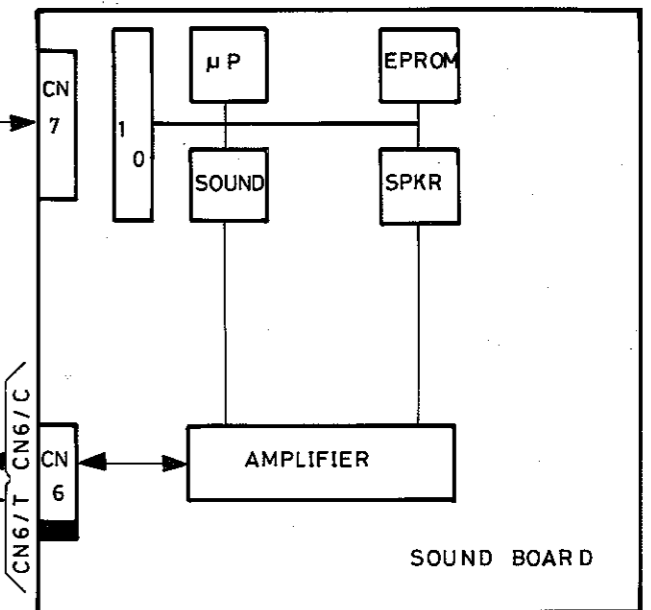 µP
EPROM
CN
7
1
0
SOUND
SPKR
CN6/T CN6/C
CN
6
AMPLIFIER
SOUND BOARD